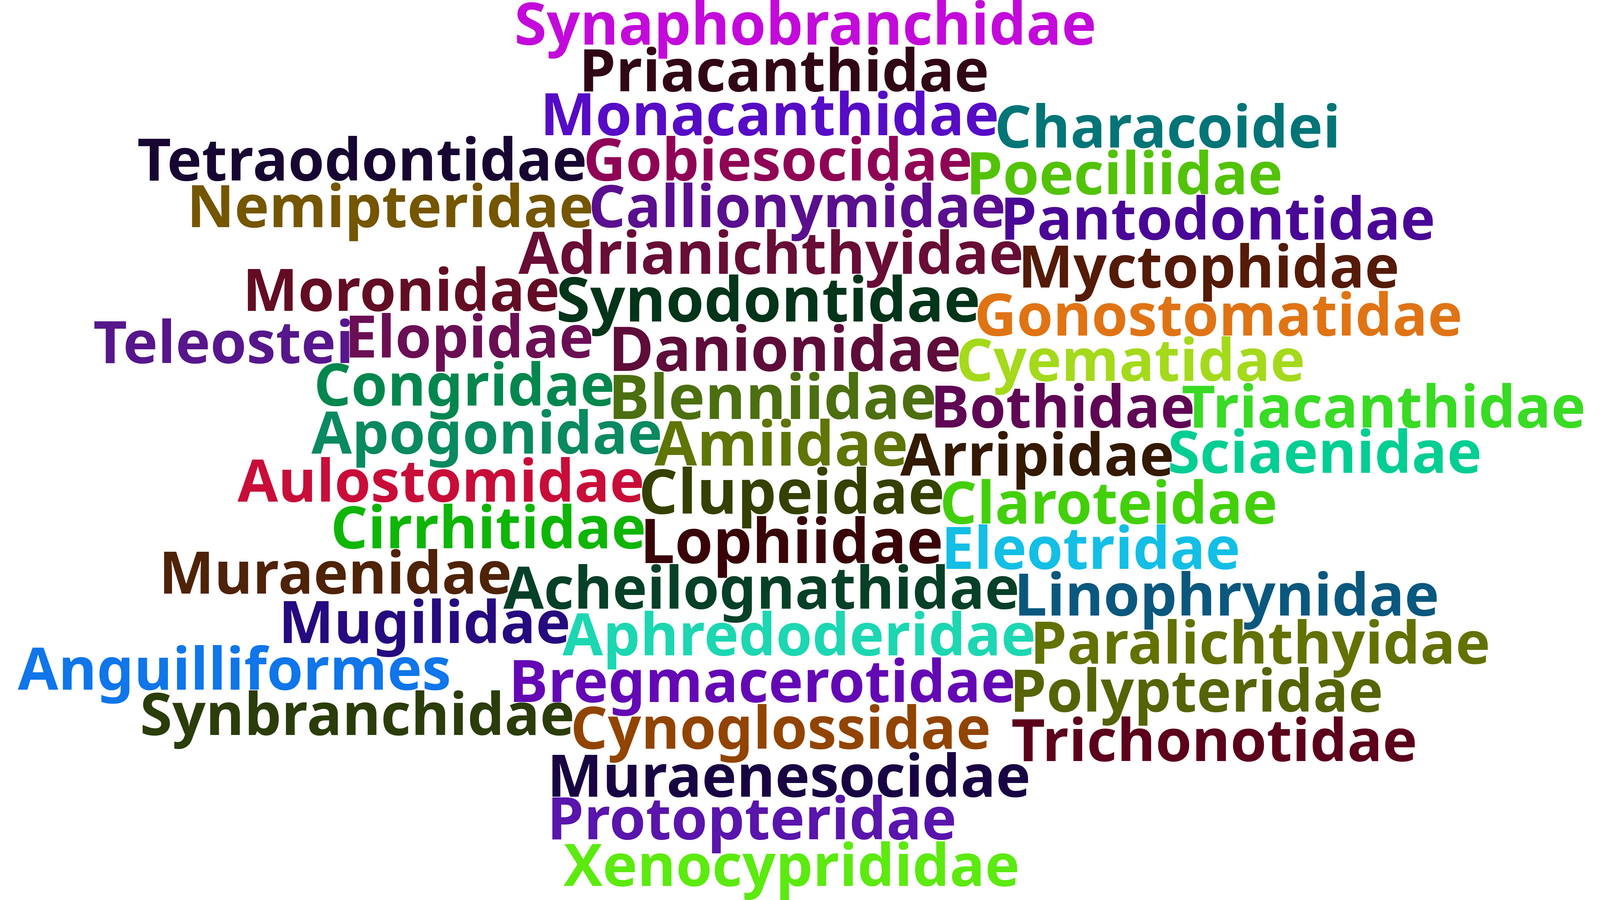 Synaphobranchidae
Priacanthidae
Monacanthidae
Characoidei
Tetraodontidae
Gobiesocidae
Poeciliidae
Nemipteridae
Callionymidae
Pantodontidae
Adrianichthyidae
Myctophidae
Moronidae
Synodontidae
Gonostomatidae
Teleostei
Elopidae
Danionidae
Cyematidae
Congridae
Blenniidae
Bothidae
Triacanthidae
Apogonidae
Amiidae
Arripidae
Sciaenidae
Aulostomidae
Clupeidae
Claroteidae
Cirrhitidae
Lophiidae
Eleotridae
Muraenidae
Acheilognathidae
Linophrynidae
Mugilidae
Aphredoderidae
Paralichthyidae
Anguilliformes
Bregmacerotidae
Polypteridae
Synbranchidae
Cynoglossidae
Trichonotidae
Muraenesocidae
Protopteridae
Xenocyprididae